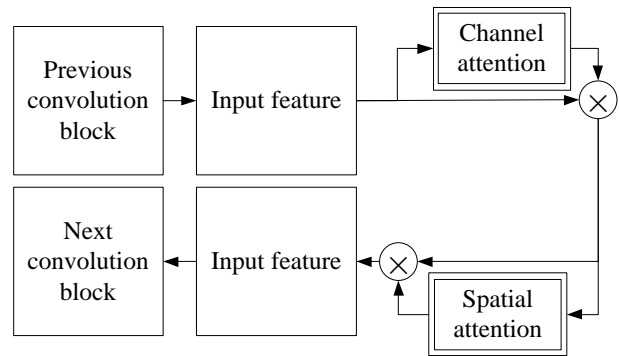 Previous
convolution
block
Input feature
Channel
attention
Next
convolution
block
Input feature
Spatial
attention